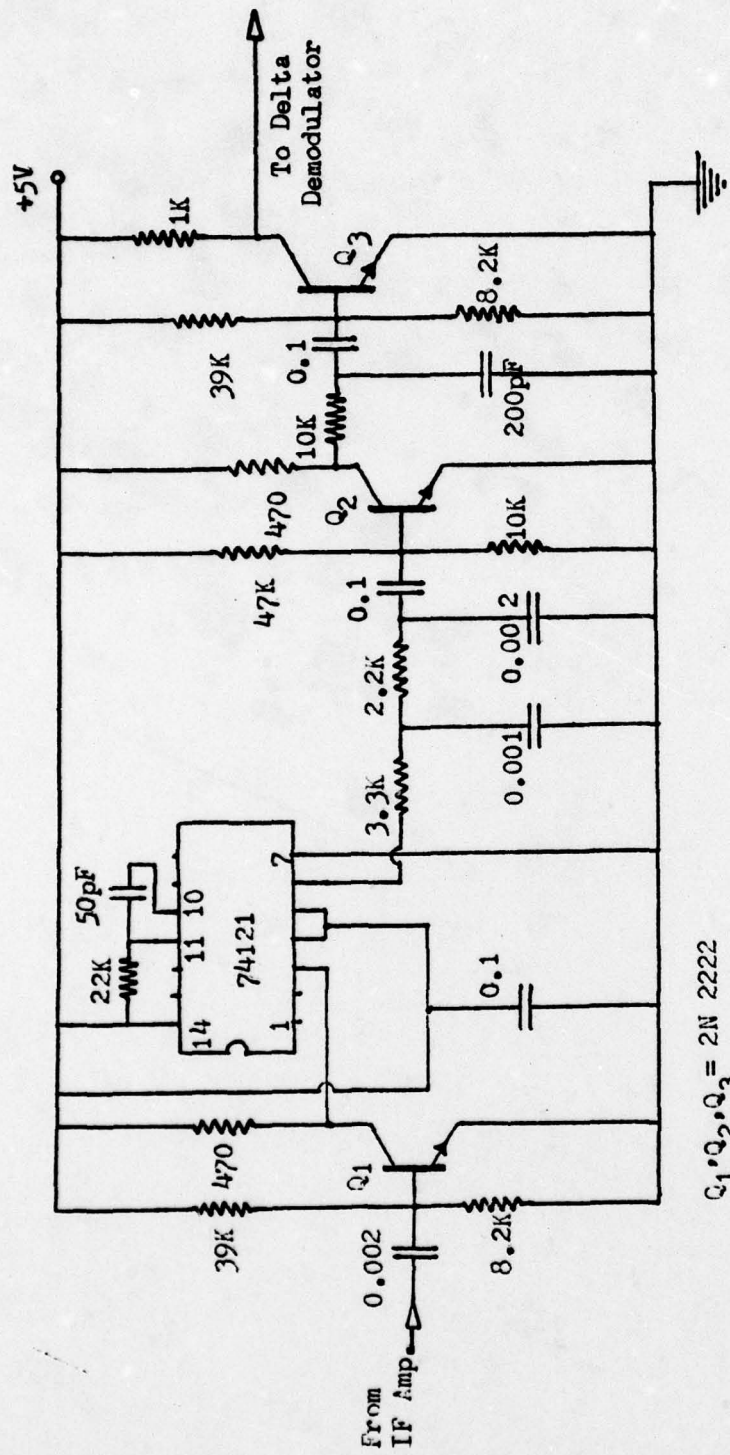 +5V
1K
To Delta
Demodulator
Q3
39K
0.1
8.2K
10K
200pF
470
Q2
47K
0.1
10K
2.2K
0.0012
3.3K
0.001
50pF
22K
10
11
14
7
74121
1
0.1
470
39K
Q1
0.002
8.2K
From
IF Amp.
Q1,Q2,Q3= 2N 2222